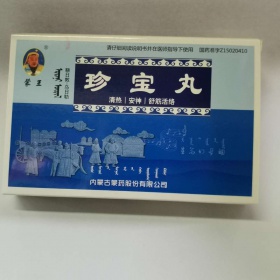 请仔细阅读说明书并在医师指导下使用 国药准字Z15020410
蒙王
珍宝丸
清热 | 安神 | 舒筋活络
内蒙古蒙药股份有限公司